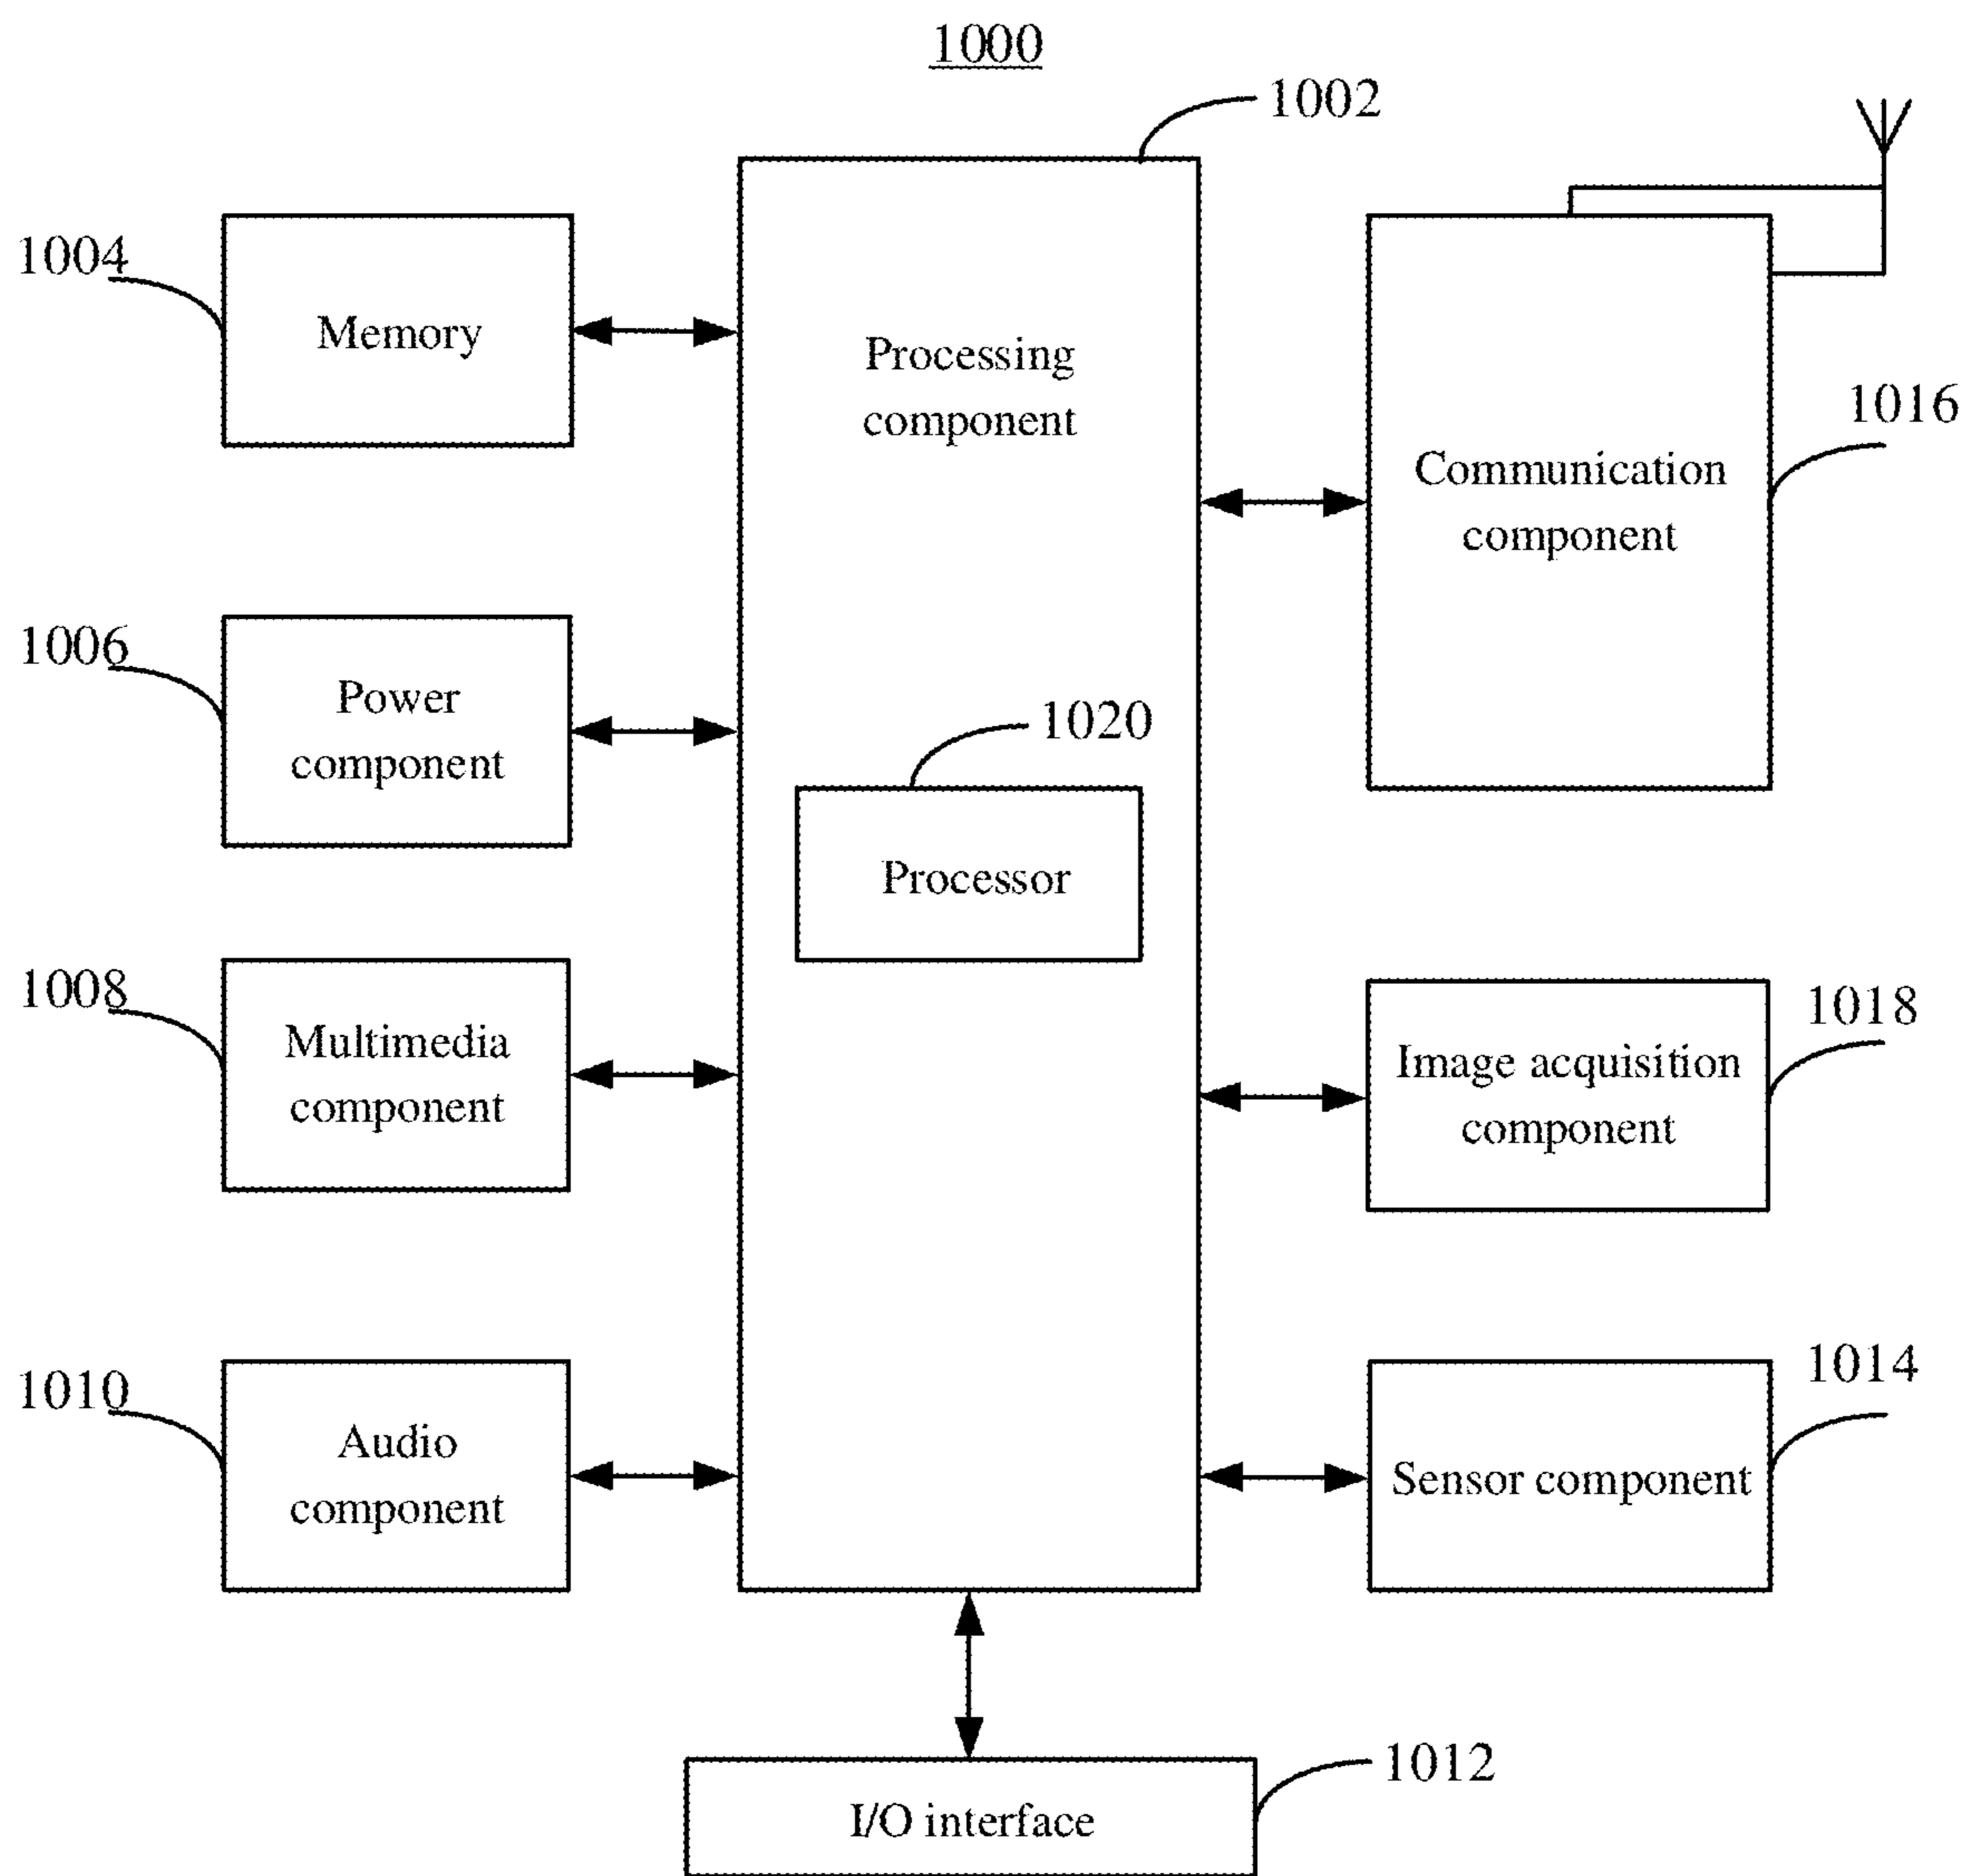 1000
1002
1004
Memory
Processing
component
1016
Communication
component
1006
Power
component
1020
Processor
1008
Multimedia
component
1018
Image acquisition
component
1010
Audio
component
1014
Sensor component
1012
I/O interface